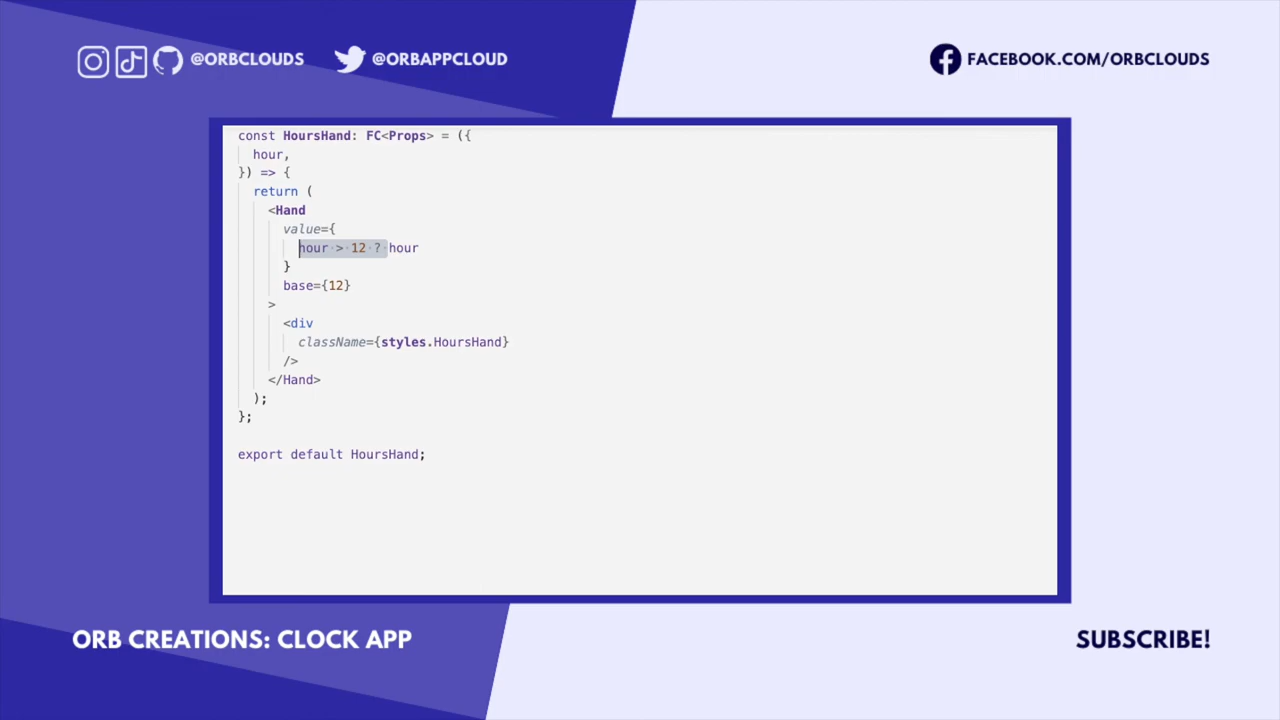 @ORBCLOUDS @ORBAPPCLOUD FACEBOOK.COM/ORBCLOUDS
const HoursHand: FC<Props> = ({
  hour,
}) => {
  return (
    <Hand
      value={
        hour > 12 ? hour
      }
      base={12}
    >
      <div
        className={styles.HoursHand}
      />
    </Hand>
  );
};

export default HoursHand;
ORB CREATIONS: CLOCK APP SUBSCRIBE!